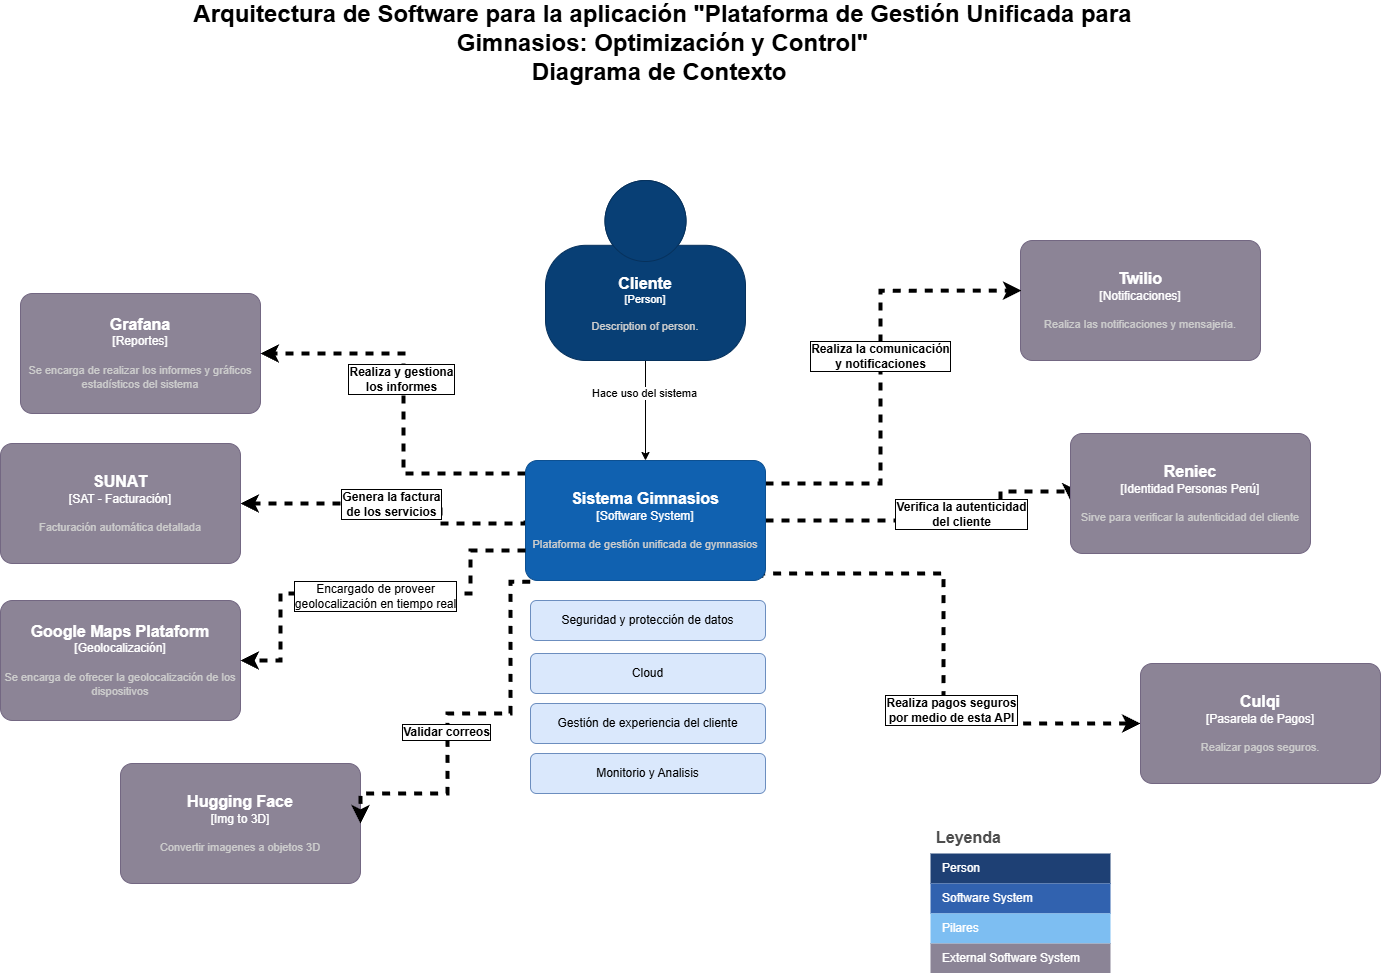 Arquitectura de Software para la aplicación "Plataforma de Gestión Unificada para
Gimnasios: Optimización y Control"
Diagrama de Contexto
Cliente
[Person]
Description of person.
Hace uso del sistema
Grafana
[Reportes]
Se encarga de realizar los informes y gráficos
estadísticos del sistema
Realiza y gestiona
los informes
Twilio
[Notificaciones]
Realiza las notificaciones y mensajeria.
Realiza la comunicación
y notificaciones
SUNAT
[SAT - Facturación]
Facturación automática detallada
Genera la factura
de los servicios
Sistema Gimnasios
[Software System]
Plataforma de gestión unificada de gymnasios
Verifica la autenticidad
del cliente
Reniec
[Identidad Personas Perú]
Sirve para verificar la autenticidad del cliente
Encargado de proveer
geolocalización en tiempo real
Google Maps Plataform
[Geolocalización]
Se encarga de ofrecer la geolocalización de los
dispositivos
Seguridad y protección de datos
Cloud
Gestión de experiencia del cliente
Monitorio y Analisis
Realiza pagos seguros
por medio de esta API
Culqi
[Pasarela de Pagos]
Realizar pagos seguros.
Validar correos
Hugging Face
[Img to 3D]
Convertir imagenes a objetos 3D
Leyenda
Person
Software System
Pilares
External Software System